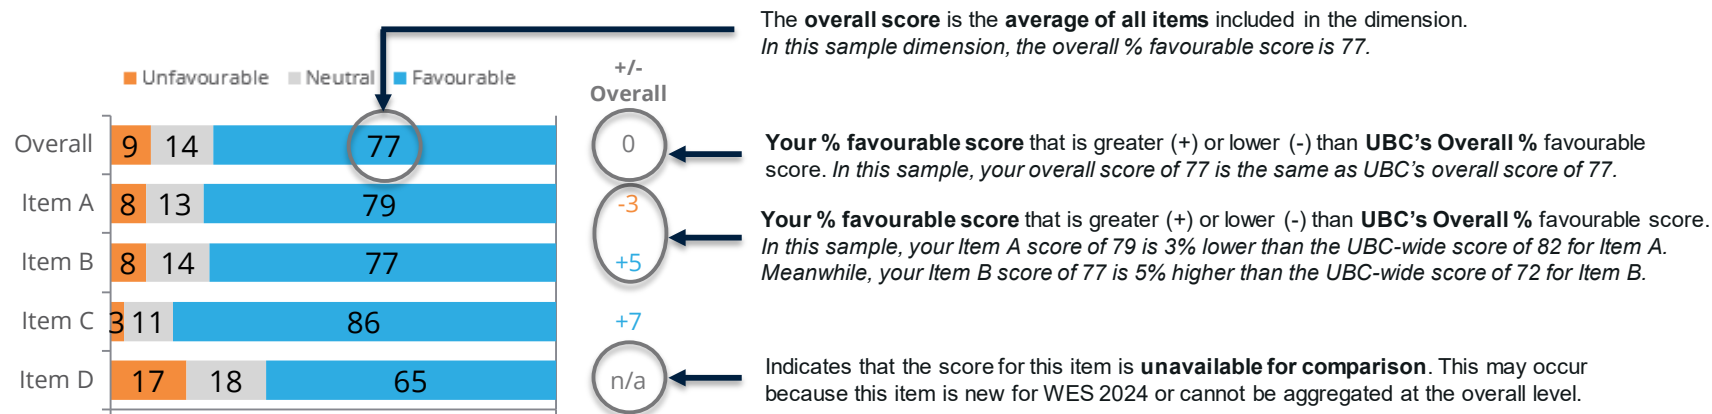 The overall score is the average of all items included in the dimension.
In this sample dimension, the overall % favourable score is 77.
Unfavourable Neutral Favourable
+/-
Overall
Overall 9 14 77 0
Your % favourable score that is greater (+) or lower (-) than UBC's Overall % favourable
score. In this sample, your overall score of 77 is the same as UBC's overall score of 77.
Item A 8 13 79 -3
Your % favourable score that is greater (+) or lower (-) than UBC's Overall % favourable score.
In this sample, your Item A score of 79 is 3% lower than the UBC-wide score of 82 for Item A.
Item B 8 14 77 +5
Meanwhile, your Item B score of 77 is 5% higher than the UBC-wide score of 72 for Item B.
Item C 3 11 86 +7
Item D 17 18 65 n/a
Indicates that the score for this item is unavailable for comparison. This may occur
because this item is new for WES 2024 or cannot be aggregated at the overall level.